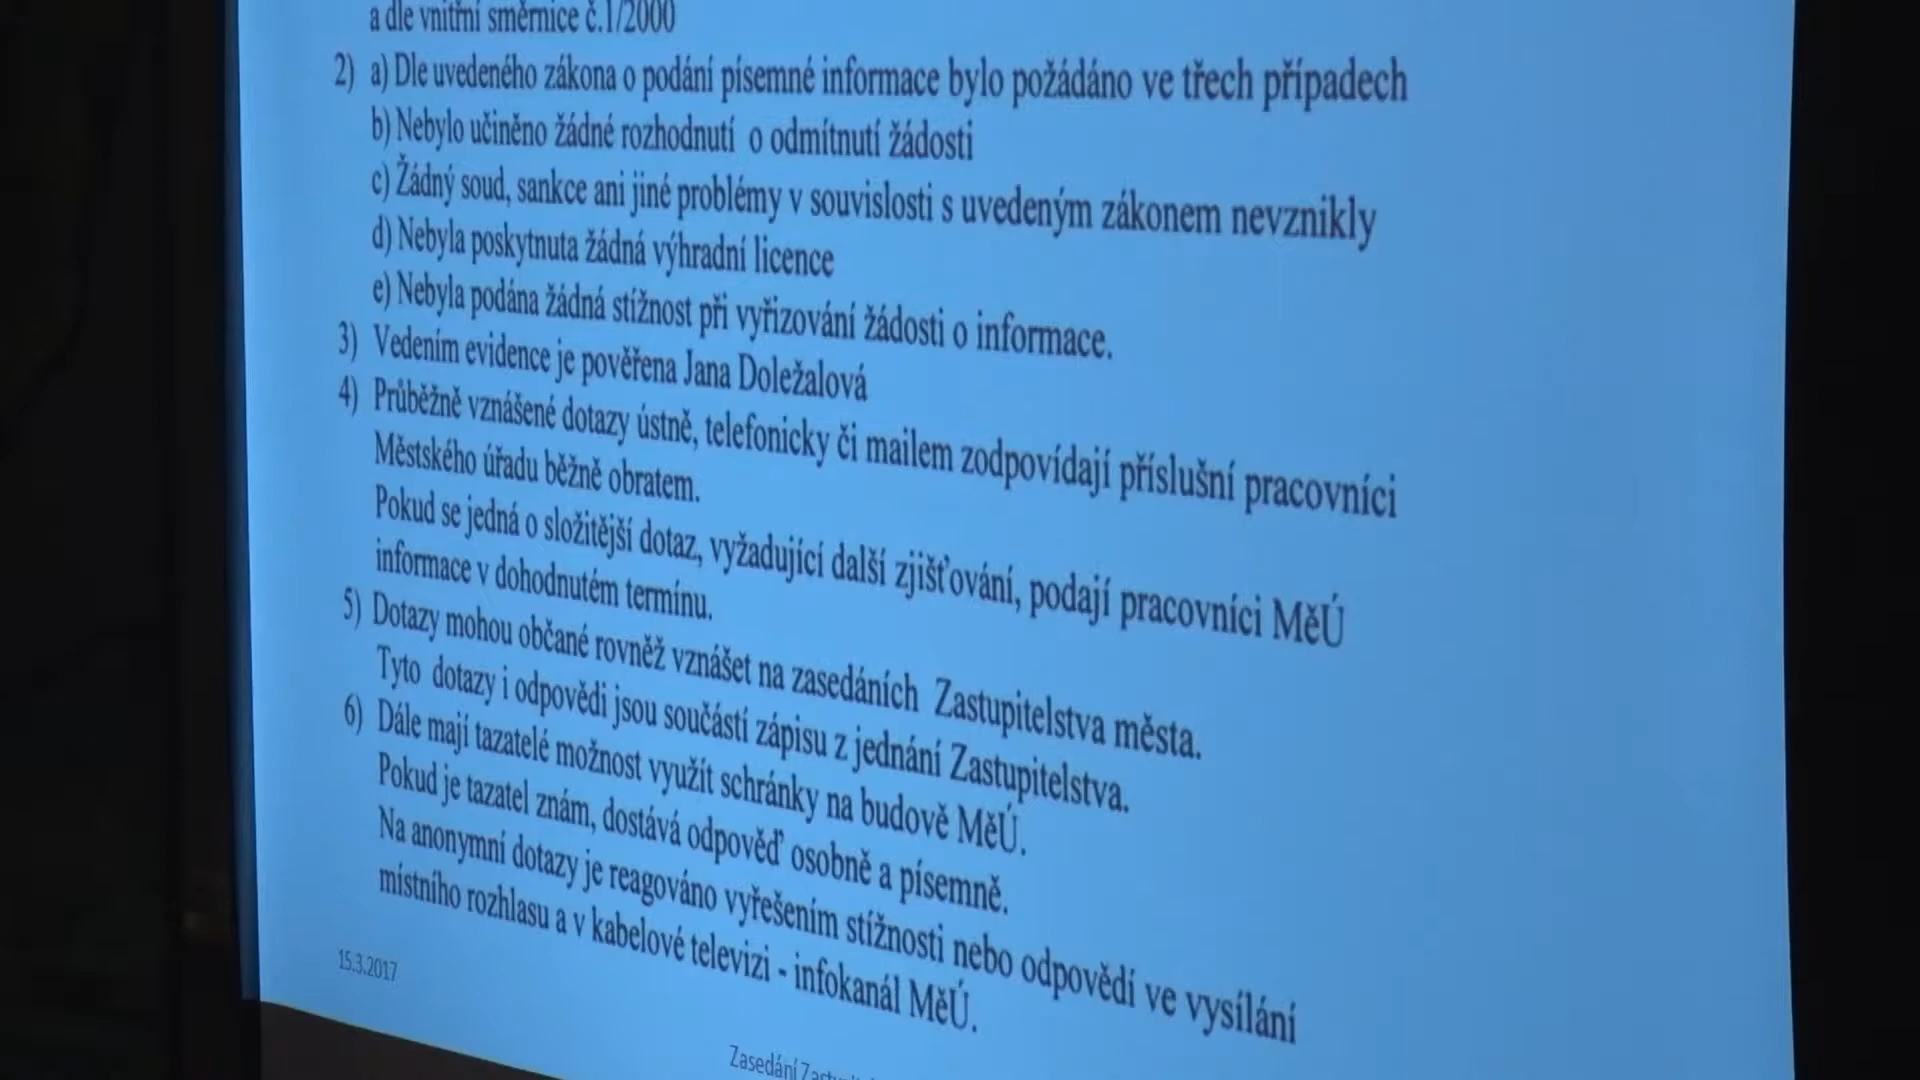 a dle vnitřní směrnice č.1/2000
2) a) Dle uvedeného zákona o podání písemné informace bylo požádáno ve třech případech
b) Nebylo učiněno žádné rozhodnutí o odmítnutí žádosti
c) Žádný soud, sankce ani jiné problémy v souvislosti s uvedeným zákonem nevznikly
d) Nebyla poskytnuta žádná výhradní licence
e) Nebyla podána žádná stížnost při vyřizování žádosti o informace.
3) Vedením evidence je pověřena Jana Doležalová
4) Průběžně vznášené dotazy ústně, telefonicky či mailem zodpovídají příslušní pracovníci
Městského úřadu běžně obratem.
Pokud se jedná o složitější dotaz, vyžadující další zjišťování, podají pracovníci MěÚ
informace v dohodnutém termínu.
5) Dotazy mohou občané rovněž vznášet na zasedáních Zastupitelstva města.
Tyto dotazy i odpovědi jsou součástí zápisu z jednání Zastupitelstva.
6) Dále mají tazatelé možnost využít schránky na budově MěÚ.
Pokud je tazatel znám, dostává odpověď osobně a písemně.
Na anonymní dotazy je reagováno vyřešením stížnosti nebo odpovědí ve vysílání
místního rozhlasu a v kabelové televizi - infokanál MěÚ.
15.3.2017
Zasedání